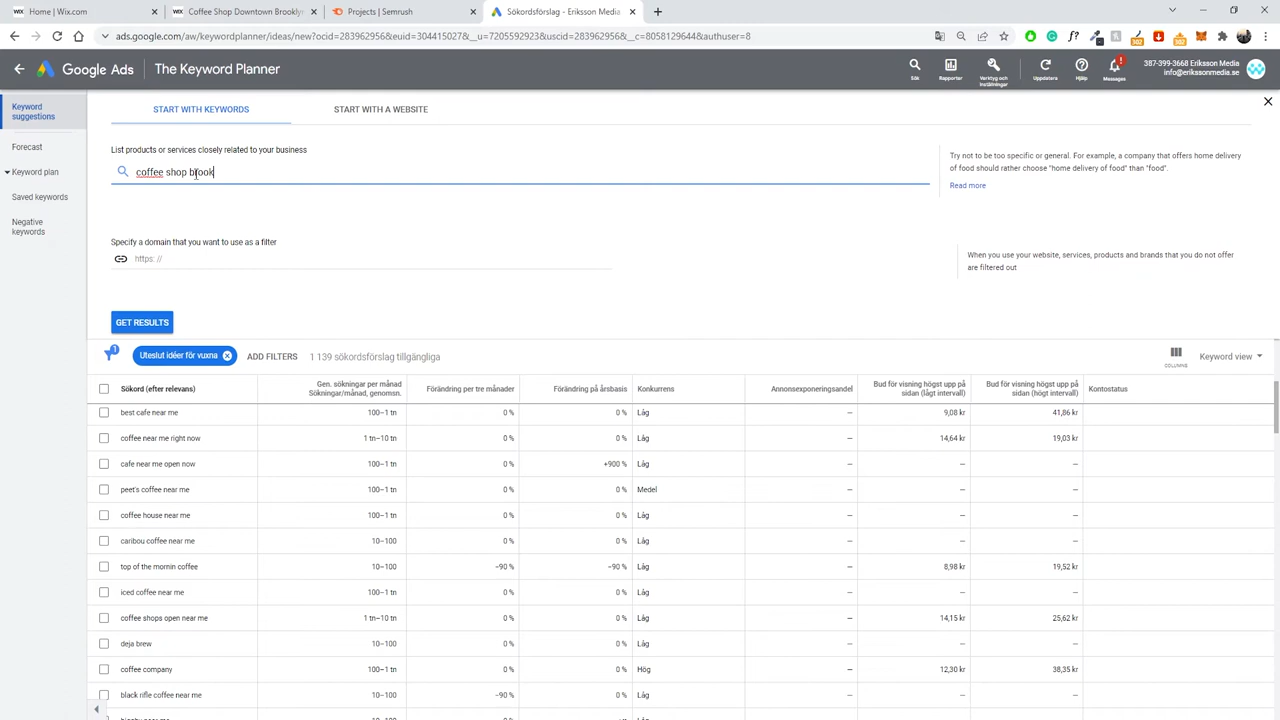 Home | Wix.com
Coffee Shop Downtown Brooklyn
Projects | Semrush
Sökordsförslag - Eriksson Media
ads.google.com/aw/keywordplanner/ideas/new?ocid=283962956&euid=304415027&__u=7205592923&uscid=283962956&__c=8058129644&authuser=8
Google Ads
The Keyword Planner
Sök
Rapporter
Verktyg och inställningar
Uppdatera
Hjälp
Messages
387-399-3668 Eriksson Media
info@erikssonmedia.se
Keyword suggestions
Forecast
Keyword plan
Saved keywords
Negative keywords
START WITH KEYWORDS
START WITH A WEBSITE
List products or services closely related to your business
coffee shop brook
Try not to be too specific or general. For example, a company that offers home delivery
of food should rather choose "home delivery of food" than "food".
Read more
Specify a domain that you want to use as a filter
https: //
When you use your website, services, products and brands that you do not offer
are filtered out
GET RESULTS
1
Uteslut idéer för vuxna
ADD FILTERS
1 139 sökordsförslag tillgängliga
COLUMNS
Keyword view
Sökord (efter relevans)
Gen. sökningar per månad
Sökningar/månad, genomsn.
Förändring per tre månader
Förändring på årsbasis
Konkurrens
Annonsexponeringsandel
Bud för visning högst upp på
sidan (lågt intervall)
Bud för visning högst upp på
sidan (högt intervall)
Kontostatus
best cafe near me 100–1 tn 0 % 0 % Låg – 9,08 kr 41,86 kr
coffee near me right now 1 tn–10 tn 0 % 0 % Låg – 14,64 kr 19,03 kr
cafe near me open now 100–1 tn 0 % +900 % Låg – – –
peet's coffee near me 100–1 tn 0 % 0 % Medel – – –
coffee house near me 100–1 tn 0 % 0 % Låg – – –
caribou coffee near me 10–100 0 % 0 % Låg – – –
top of the mornin coffee 10–100 −90 % −90 % Låg – 8,98 kr 19,52 kr
iced coffee near me 100–1 tn 0 % 0 % Låg – – –
coffee shops open near me 1 tn–10 tn 0 % 0 % Låg – 14,15 kr 25,62 kr
deja brew 10–100 0 % 0 % Låg – – –
coffee company 100–1 tn 0 % 0 % Hög – 12,30 kr 38,35 kr
black rifle coffee near me 10–100 −90 % 0 % Låg – – –